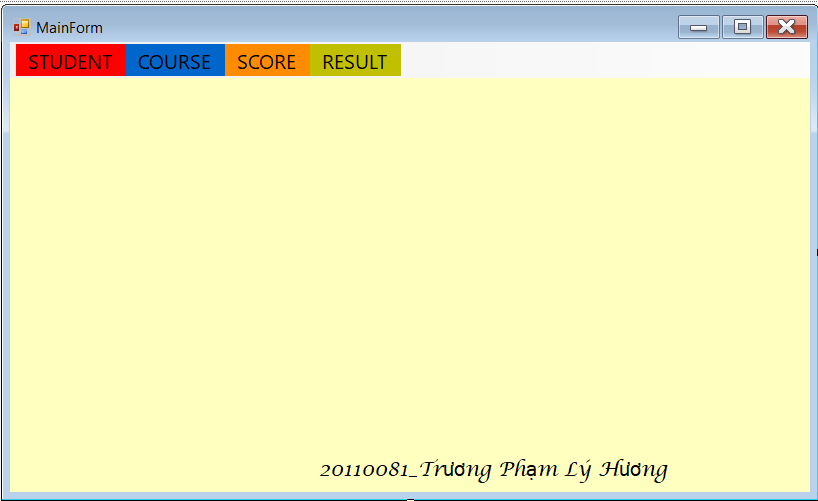 MainForm
STUDENT COURSE SCORE RESULT
20110081_Trương Phạm Lý Hương